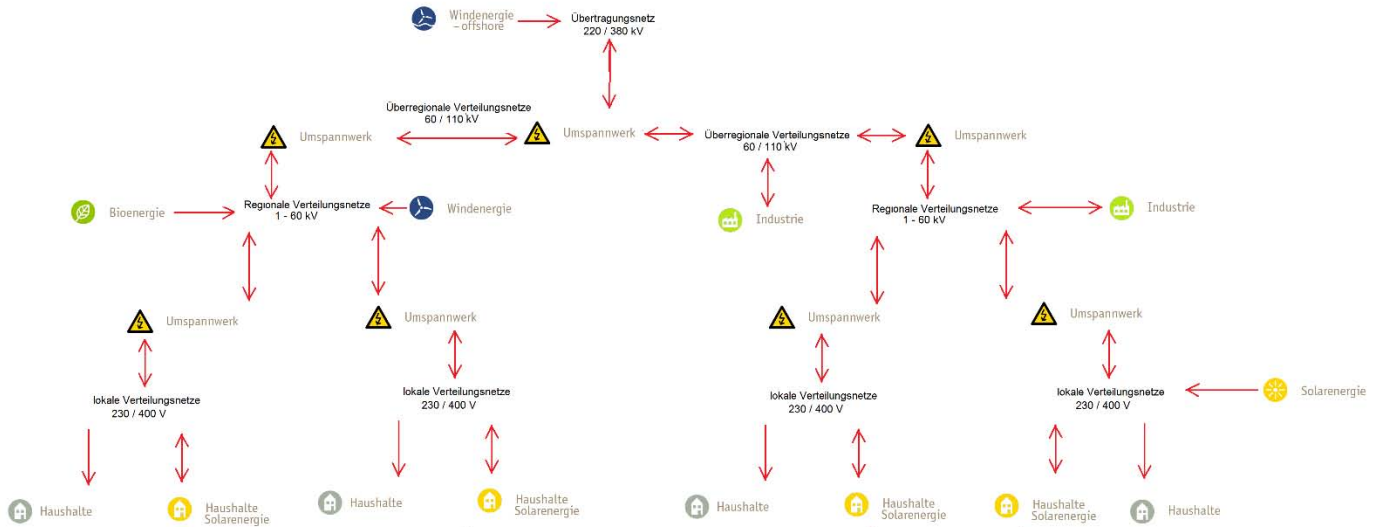 Windenergie
– offshore
Übertragungsnetz
220 / 380 kV
Überregionale Verteilungsnetze
60 / 110 kV
Umspannwerk
Umspannwerk
Überregionale Verteilungsnetze
60 / 110 kV
Umspannwerk
Bioenergie
Regionale Verteilungsnetze
1 - 60 kV
Windenergie
Industrie
Regionale Verteilungsnetze
1 - 60 kV
Industrie
Umspannwerk
Umspannwerk
Umspannwerk
Umspannwerk
lokale Verteilungsnetze
230 / 400 V
lokale Verteilungsnetze
230 / 400 V
lokale Verteilungsnetze
230 / 400 V
lokale Verteilungsnetze
230 / 400 V
Solarenergie
Haushalte
Haushalte
Solarenergie
Haushalte
Haushalte
Solarenergie
Haushalte
Haushalte
Solarenergie
Haushalte
Solarenergie
Haushalte